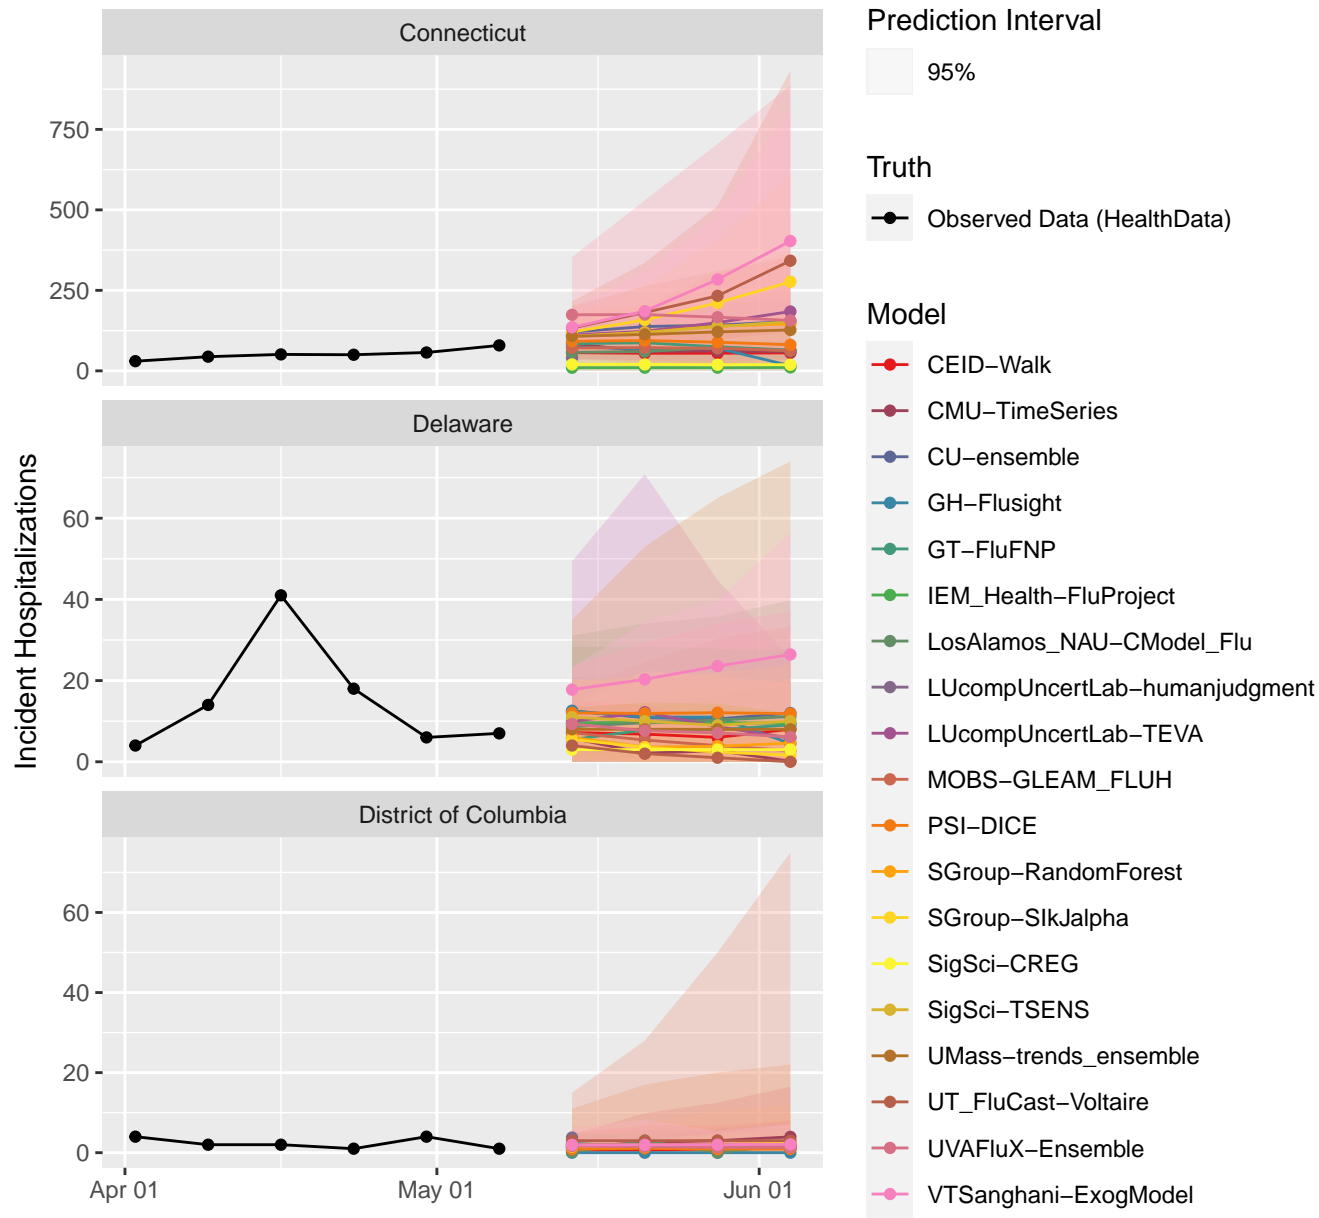 Connecticut
750
500
250
0
Delaware
60
40
20
0
District of Columbia
60
40
20
0
Apr 01
May 01
Jun 01
Incident Hospitalizations
Prediction Interval
95%
Truth
Observed Data (HealthData)
Model
CEID−Walk
CMU−TimeSeries
CU−ensemble
GH−Flusight
GT−FluFNP
IEM_Health−FluProject
LosAlamos_NAU−CModel_Flu
LUcompUncertLab−humanjudgment
LUcompUncertLab−TEVA
MOBS−GLEAM_FLUH
PSI−DICE
SGroup−RandomForest
SGroup−SIkJalpha
SigSci−CREG
SigSci−TSENS
UMass−trends_ensemble
UT_FluCast−Voltaire
UVAFluX−Ensemble
VTSanghani−ExogModel